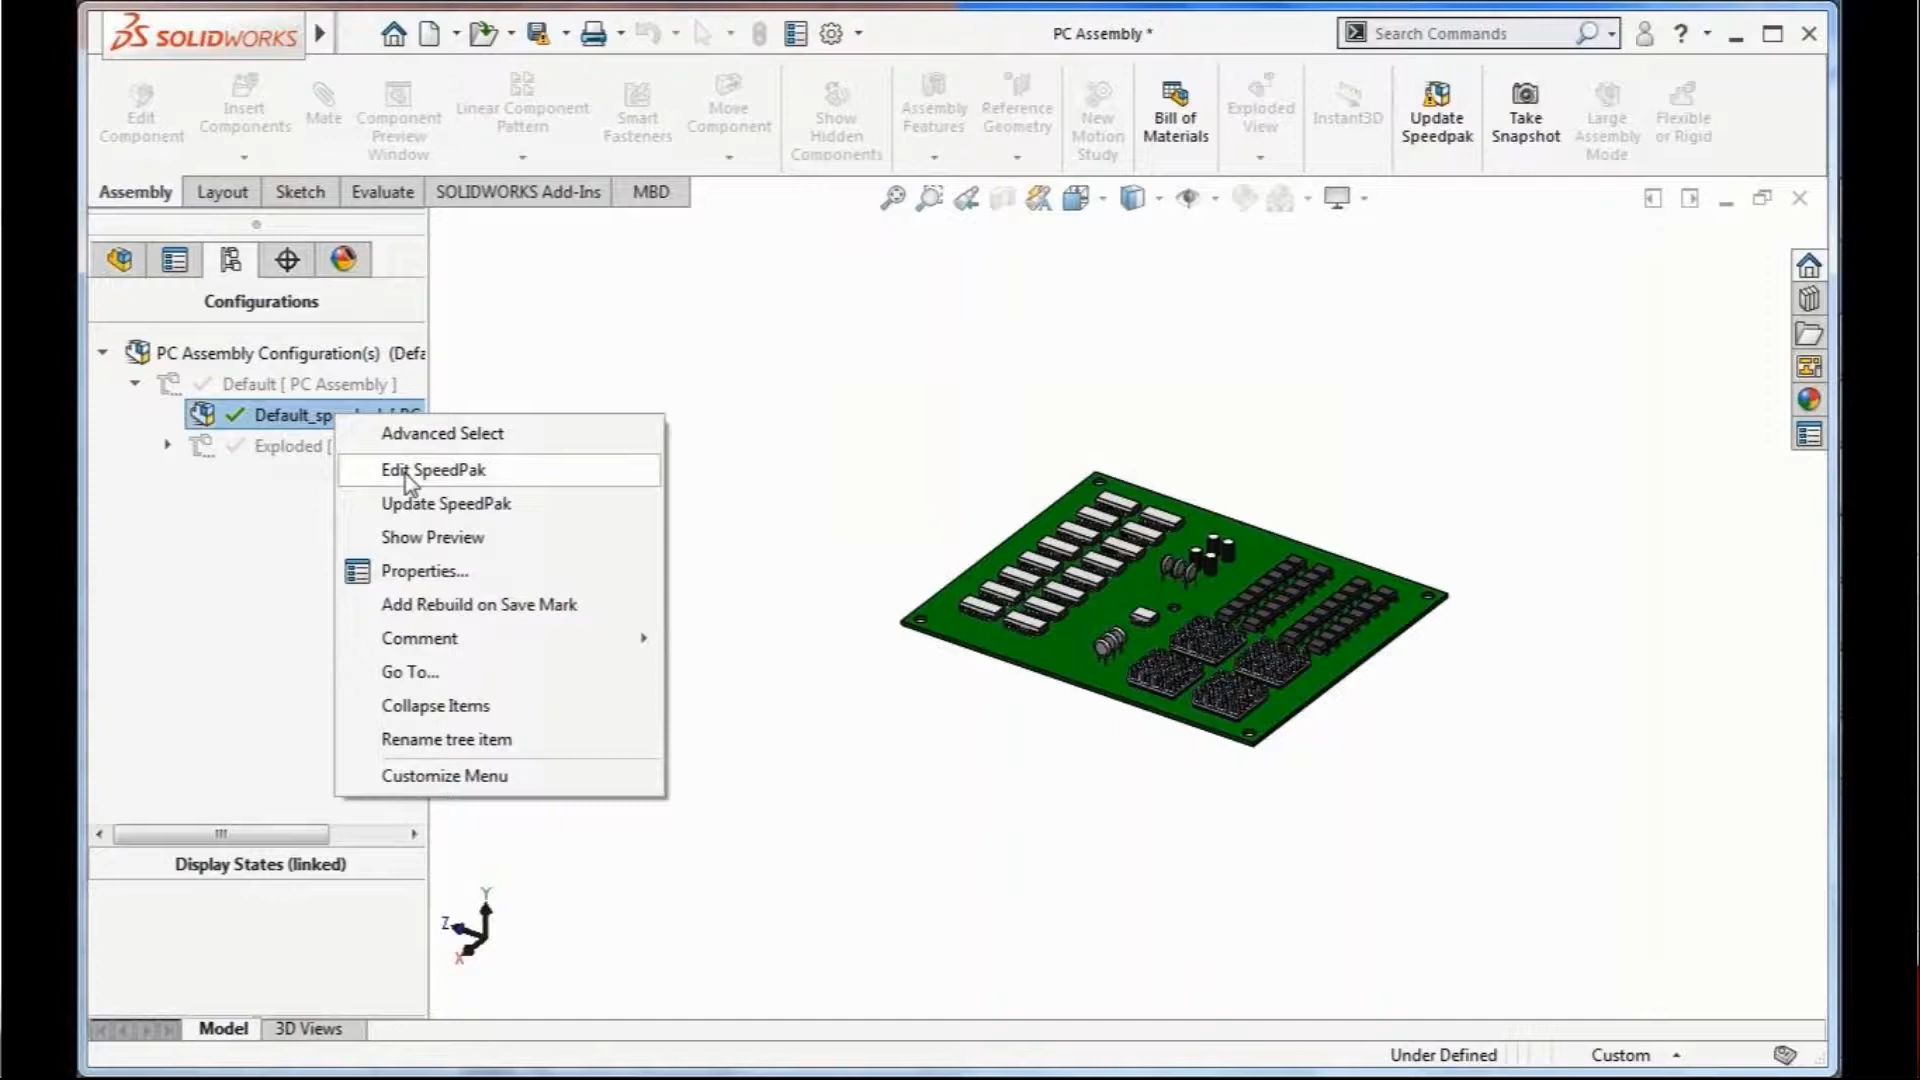 SOLIDWORKS
PC Assembly *
Search Commands
?
Edit
Component
Insert
Components
Mate
Component
Preview
Window
Linear Component
Pattern
Smart
Fasteners
Move
Component
Show
Hidden
Components
Assembly
Features
Reference
Geometry
New
Motion
Study
Bill of
Materials
Exploded
View
Instant3D
Update
Speedpak
Take
Snapshot
Large
Assembly
Mode
Flexible
or Rigid
Assembly
Layout
Sketch
Evaluate
SOLIDWORKS Add-Ins
MBD
Configurations
PC Assembly Configuration(s) (Defa
Default [ PC Assembly ]
Exploded [
Advanced Select
Edit SpeedPak
Update SpeedPak
Show Preview
Properties...
Add Rebuild on Save Mark
Comment
Go To...
Collapse Items
Rename tree item
Customize Menu
Display States (linked)
Y
Z
X
Model
3D Views
Under Defined
Custom